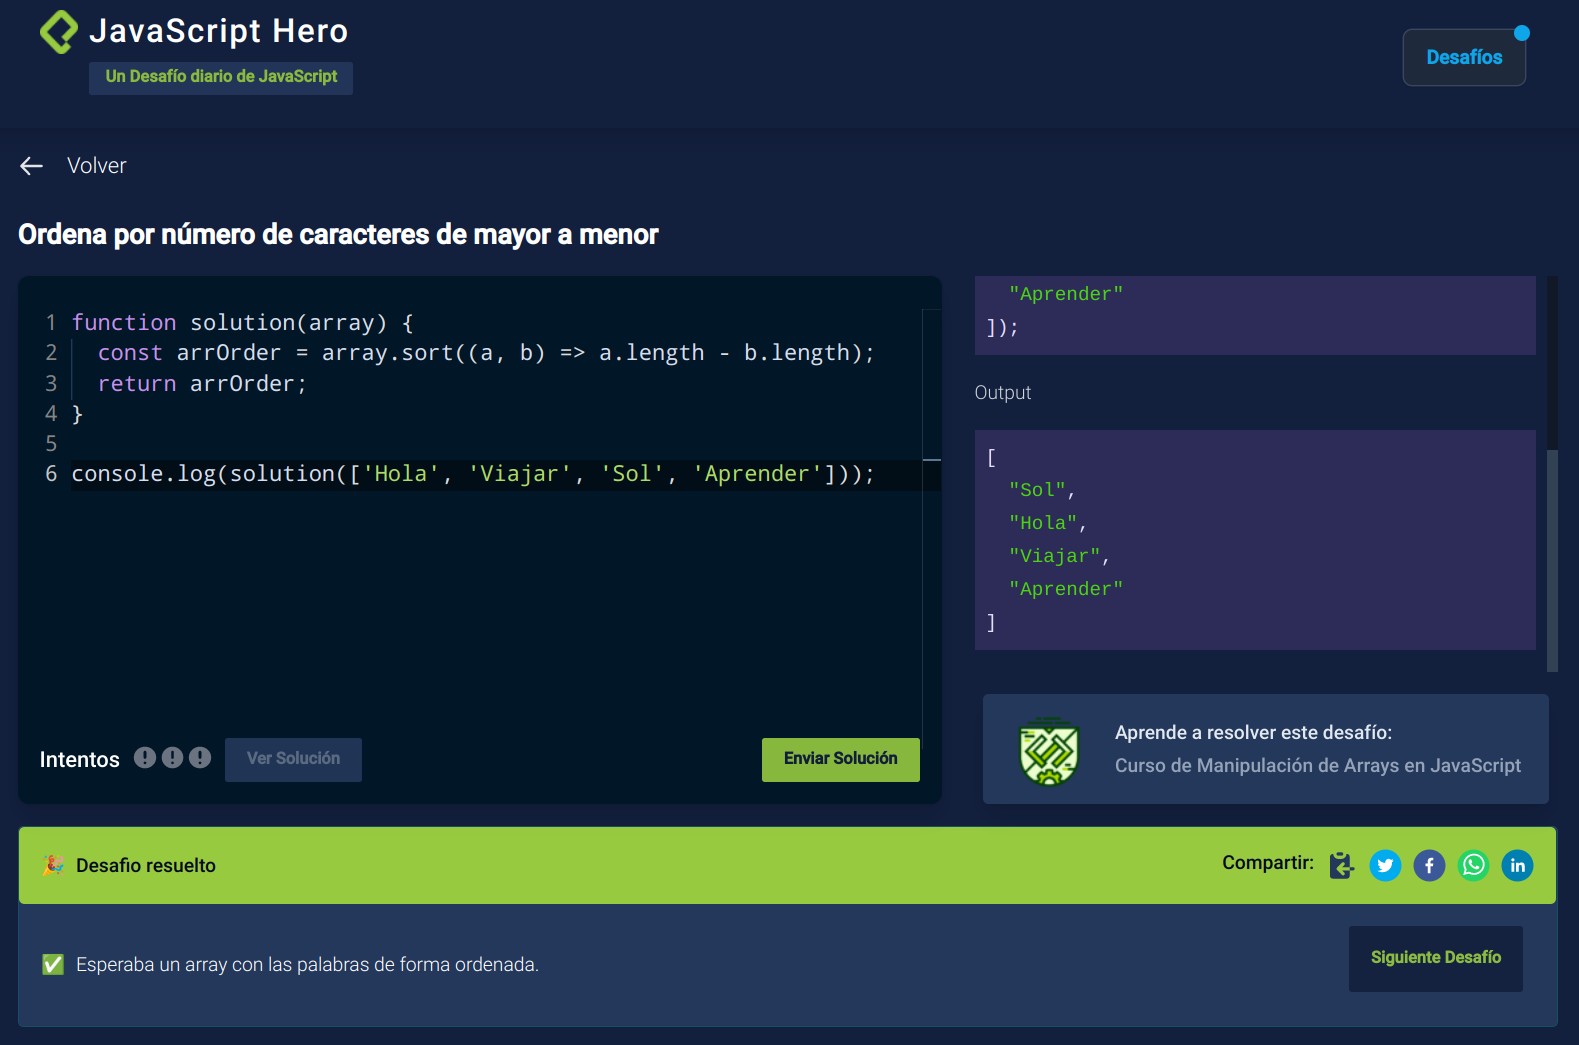 JavaScript Hero
Un Desafío diario de JavaScript
Desafíos
Volver
Ordena por número de caracteres de mayor a menor
1 function solution(array) {
2 const arrOrder = array.sort((a, b) => a.length - b.length);
3 return arrOrder;
4 }
5
6 console.log(solution(['Hola', 'Viajar', 'Sol', 'Aprender']));
Intentos
Ver Solución
Enviar Solución
"Aprender"
]);
Output
[
"Sol",
"Hola",
"Viajar",
"Aprender"
]
Aprende a resolver este desafío:
Curso de Manipulación de Arrays en JavaScript
Desafio resuelto
Compartir:
Esperaba un array con las palabras de forma ordenada.
Siguiente Desafío